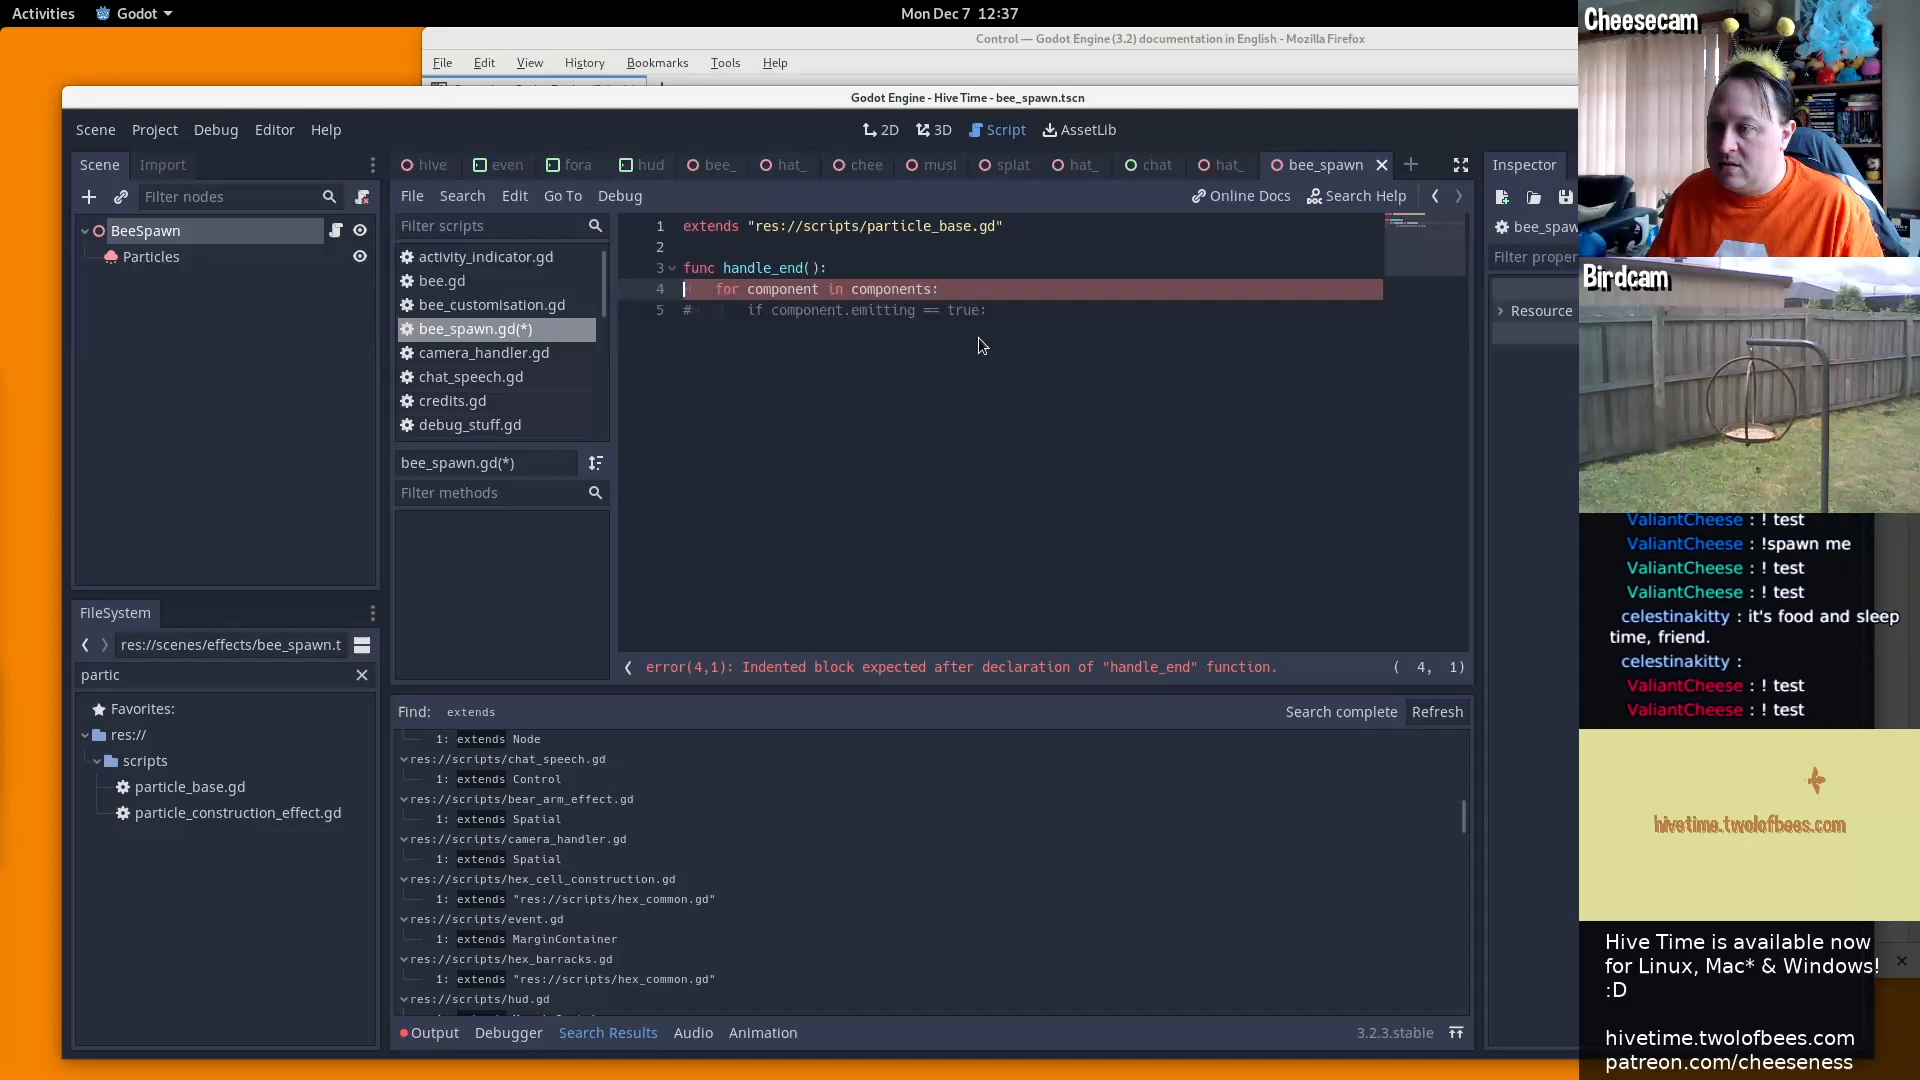 Activities
Godot
Mon Dec 7 12:37
Control — Godot Engine (3.2) documentation in English - Mozilla Firefox
File Edit View History Bookmarks Tools Help
Godot Engine - Hive Time - bee_spawn.tscn
Scene Project Debug Editor Help
2D 3D Script AssetLib
Scene Import
hive even fora hud bee_ hat_ chee musi splat hat_ chat hat_ bee_spawn
Inspector
Filter nodes
File Search Edit Go To Debug
Online Docs Search Help
BeeSpawn
Particles
Filter scripts
activity_indicator.gd
bee.gd
bee_customisation.gd
bee_spawn.gd(*)
camera_handler.gd
chat_speech.gd
credits.gd
debug_stuff.gd
bee_spawn.gd(*)
Filter methods
1 extends "res://scripts/particle_base.gd"
2
3 func handle_end():
4 for component in components:
5 # if component.emitting == true:
error(4,1): Indented block expected after declaration of "handle_end" function.
( 4, 1)
bee_spaw
Filter proper
Resource
FileSystem
res://scenes/effects/bee_spawn.t
partic
Favorites:
res://
scripts
particle_base.gd
particle_construction_effect.gd
Find: extends
Search complete Refresh
1: extends Node
res://scripts/chat_speech.gd
1: extends Control
res://scripts/bear_arm_effect.gd
1: extends Spatial
res://scripts/camera_handler.gd
1: extends Spatial
res://scripts/hex_cell_construction.gd
1: extends "res://scripts/hex_common.gd"
res://scripts/event.gd
1: extends MarginContainer
res://scripts/hex_barracks.gd
1: extends "res://scripts/hex_common.gd"
res://scripts/hud.gd
Output Debugger Search Results Audio Animation
3.2.3.stable
Cheesecam
Birdcam
ValiantCheese : ! test
ValiantCheese : !spawn me
ValiantCheese : ! test
ValiantCheese : ! test
celestinakitty : it's food and sleep
time, friend.
celestinakitty :
ValiantCheese : ! test
ValiantCheese : ! test
hivetime.twolofbees.com
Hive Time is available now
for Linux, Mac* & Windows!
:D
hivetime.twolofbees.com
patreon.com/cheeseness